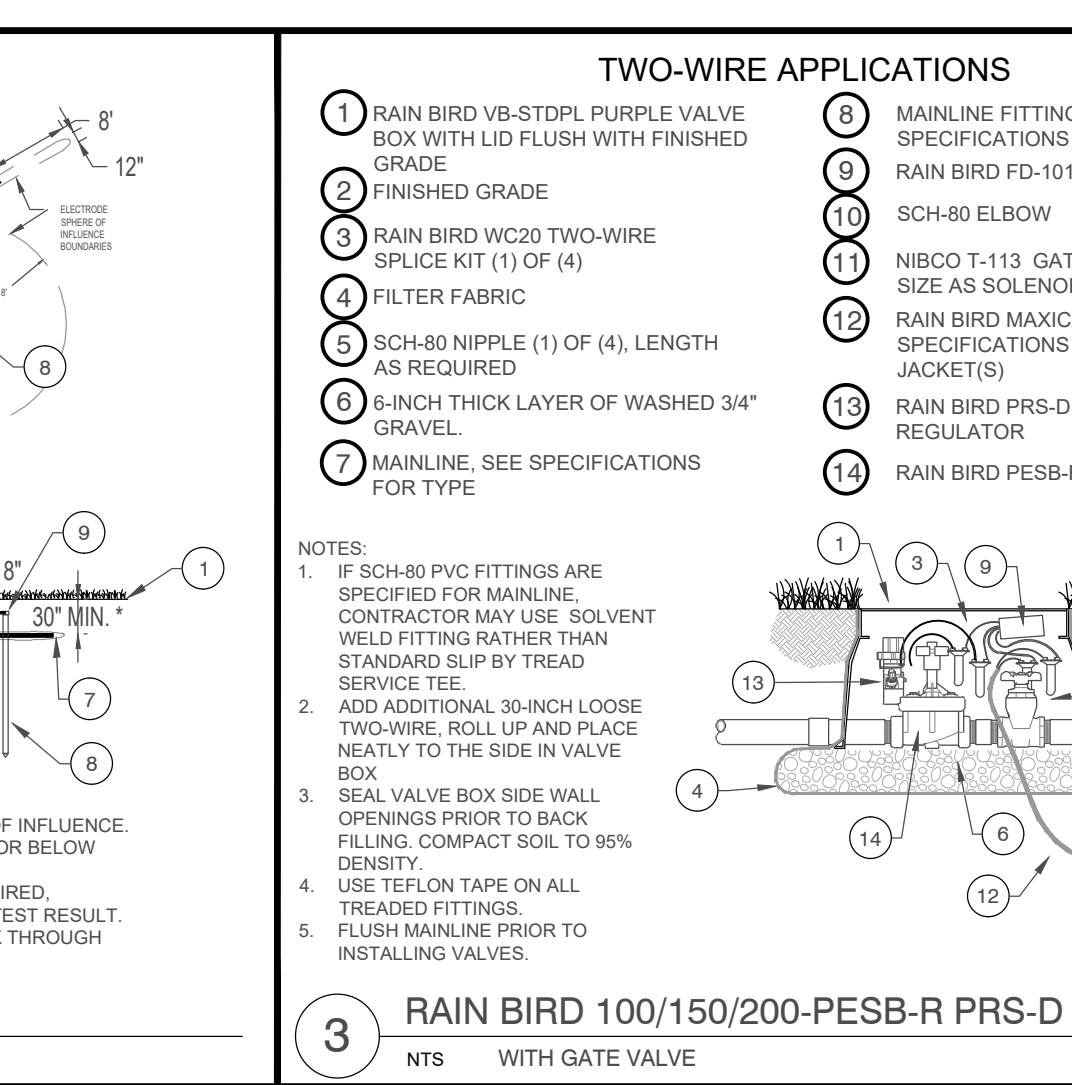 8'
12"
ELECTRODE
SPHERE OF
INFLUENCE
BOUNDARIES
8'
8
9
1
8"
30" MIN. *
7
8
OF INFLUENCE.
OR BELOW
IRED,
TEST RESULT.
THROUGH
TWO-WIRE APPLICATIONS
1 RAIN BIRD VB-STDPL PURPLE VALVE
BOX WITH LID FLUSH WITH FINISHED
GRADE
2 FINISHED GRADE
3 RAIN BIRD WC20 TWO-WIRE
SPLICE KIT (1) OF (4)
4 FILTER FABRIC
5 SCH-80 NIPPLE (1) OF (4), LENGTH
AS REQUIRED
6 6-INCH THICK LAYER OF WASHED 3/4"
GRAVEL.
7 MAINLINE, SEE SPECIFICATIONS
FOR TYPE
8 MAINLINE FITTING
SPECIFICATIONS
9 RAIN BIRD FD-101
10 SCH-80 ELBOW
11 NIBCO T-113 GAT
SIZE AS SOLENO
12 RAIN BIRD MAXIC
SPECIFICATIONS
JACKET(S)
13 RAIN BIRD PRS-D
REGULATOR
14 RAIN BIRD PESB-
NOTES:
1. IF SCH-80 PVC FITTINGS ARE
SPECIFIED FOR MAINLINE,
CONTRACTOR MAY USE SOLVENT
WELD FITTING RATHER THAN
STANDARD SLIP BY TREAD
SERVICE TEE.
2. ADD ADDITIONAL 30-INCH LOOSE
TWO-WIRE, ROLL UP AND PLACE
NEATLY TO THE SIDE IN VALVE
BOX
3. SEAL VALVE BOX SIDE WALL
OPENINGS PRIOR TO BACK
FILLING. COMPACT SOIL TO 95%
DENSITY.
4. USE TEFLON TAPE ON ALL
TREADED FITTINGS.
5. FLUSH MAINLINE PRIOR TO
INSTALLING VALVES.
1
3
9
13
4
14
6
12
3 RAIN BIRD 100/150/200-PESB-R PRS-D
NTS WITH GATE VALVE